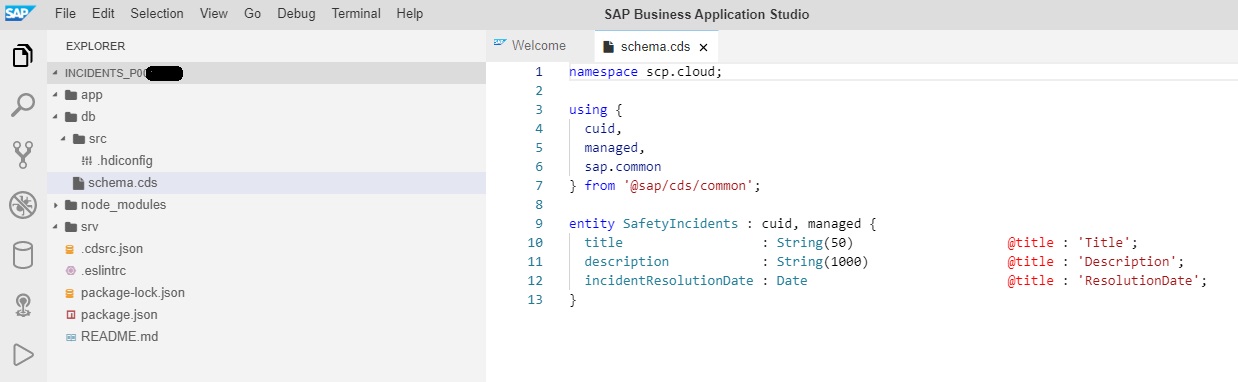 SAP File Edit Selection View Go Debug Terminal Help SAP Business Application Studio
EXPLORER
INCIDENTS_P00
app
db
src
.hdiconfig
schema.cds
node_modules
srv
.cdsrc.json
.eslintrc
package-lock.json
package.json
README.md
SAP Welcome schema.cds ×
1 namespace scp.cloud;
2
3 using {
4 cuid,
5 managed,
6 sap.common
7 } from '@sap/cds/common';
8
9 entity SafetyIncidents : cuid, managed {
10 title : String(50) @title : 'Title';
11 description : String(1000) @title : 'Description';
12 incidentResolutionDate : Date @title : 'ResolutionDate';
13 }